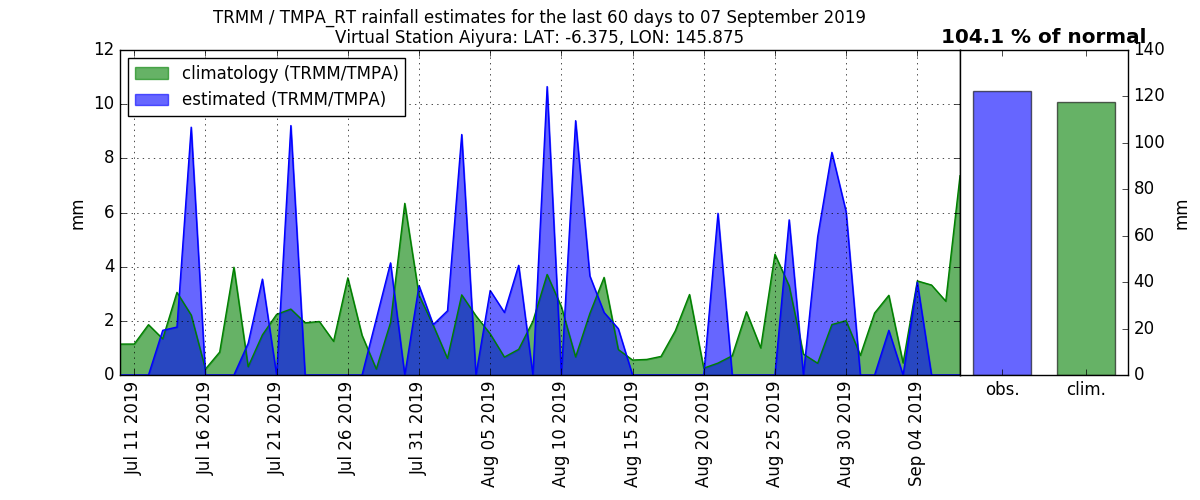 TRMM / TMPA_RT rainfall estimates for the last 60 days to 07 September 2019
Virtual Station Aiyura: LAT: -6.375, LON: 145.875
104.1 % of normal
climatology (TRMM/TMPA)
estimated (TRMM/TMPA)
mm
12
10
8
6
4
2
0
Jul 11 2019
Jul 16 2019
Jul 21 2019
Jul 26 2019
Jul 31 2019
Aug 05 2019
Aug 10 2019
Aug 15 2019
Aug 20 2019
Aug 25 2019
Aug 30 2019
Sep 04 2019
obs.
clim.
140
120
100
80
60
40
20
0
mm